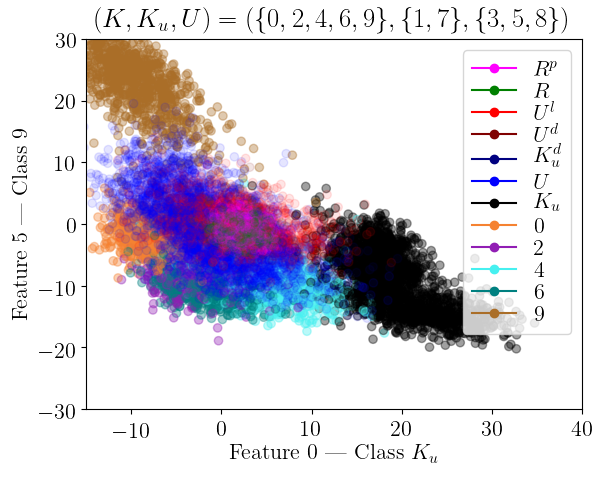 (K, K_u, U) = ({0, 2, 4, 6, 9}, {1, 7}, {3, 5, 8})
30
20
10
0
−10
−20
−30
Feature 5 — Class 9
R^p
R
U^l
U^d
K_u^d
U
K_u
0
2
4
6
9
−10
0
10
20
30
40
Feature 0 — Class K_u